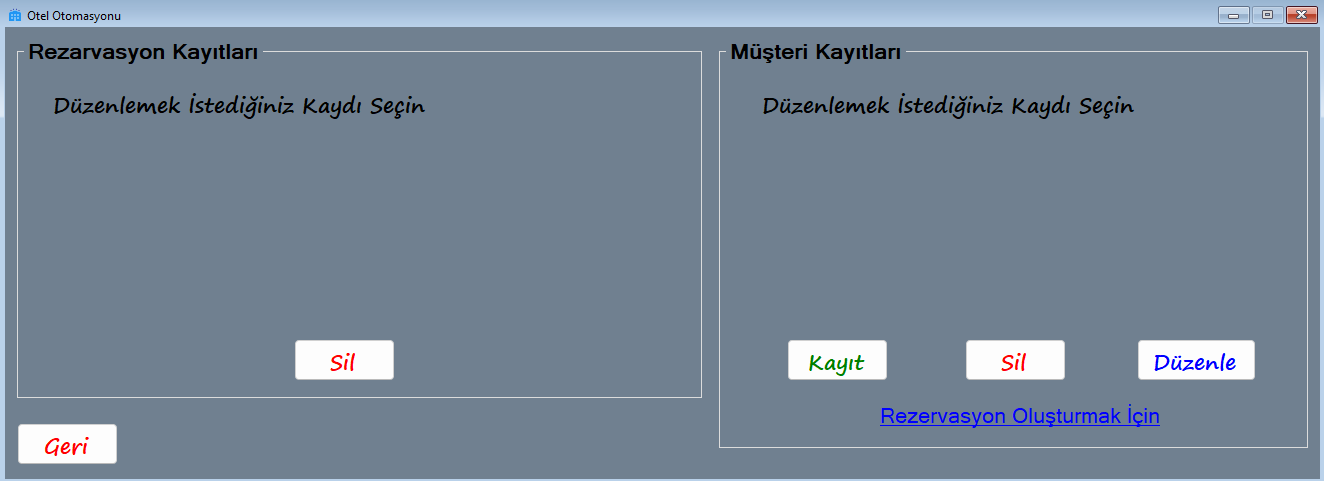 Otel Otomasyonu
Rezarvasyon Kayıtları
Düzenlemek İstediğiniz Kaydı Seçin
Sil
Geri
Müşteri Kayıtları
Düzenlemek İstediğiniz Kaydı Seçin
Kayıt
Sil
Düzenle
Rezervasyon Oluşturmak İçin